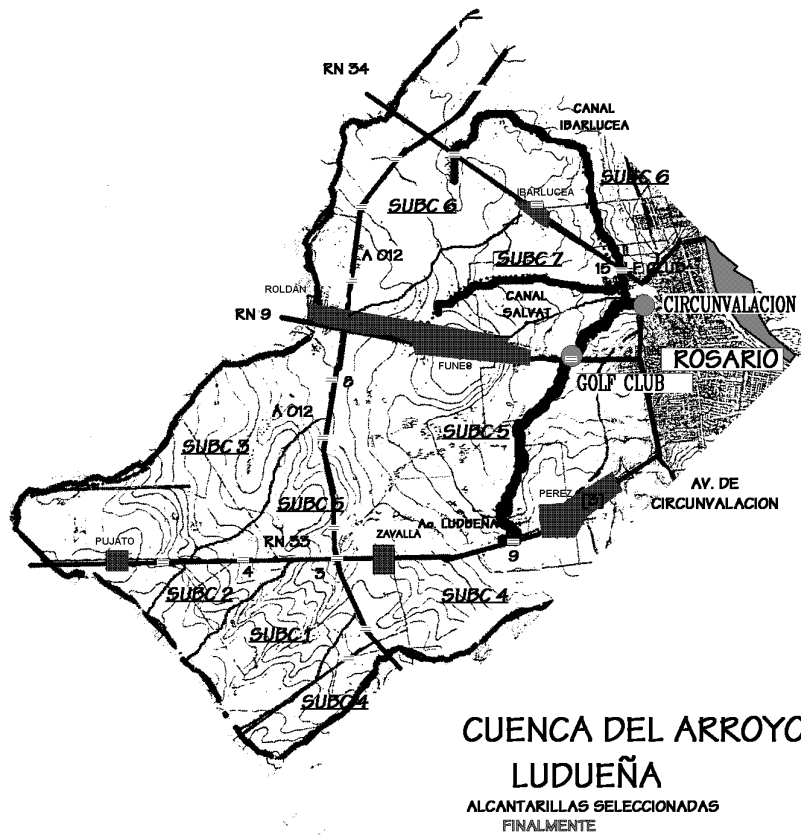 RN 34
CANAL
IBARLUCEA
SUBC 6
IBARLUCEA
SUBC 6
SUBC 7
A 012
15
F CLUB
ROLDÁN
CANAL
SALVAT
CIRCUNVALACION
RN 9
FUNES
ROSARIO
GOLF CLUB
8
A 012
SUBC 3
SUBC 5
SUBC 5
AV. DE
CIRCUNVALACION
PEREZ
Ao. LUDUEÑA
ZAVALLA
PUJATO
RN 33
4
3
9
SUBC 2
SUBC 4
SUBC 1
SUBC 4
CUENCA DEL ARROYO
LUDUEÑA
ALCANTARILLAS SELECCIONADAS
FINALMENTE